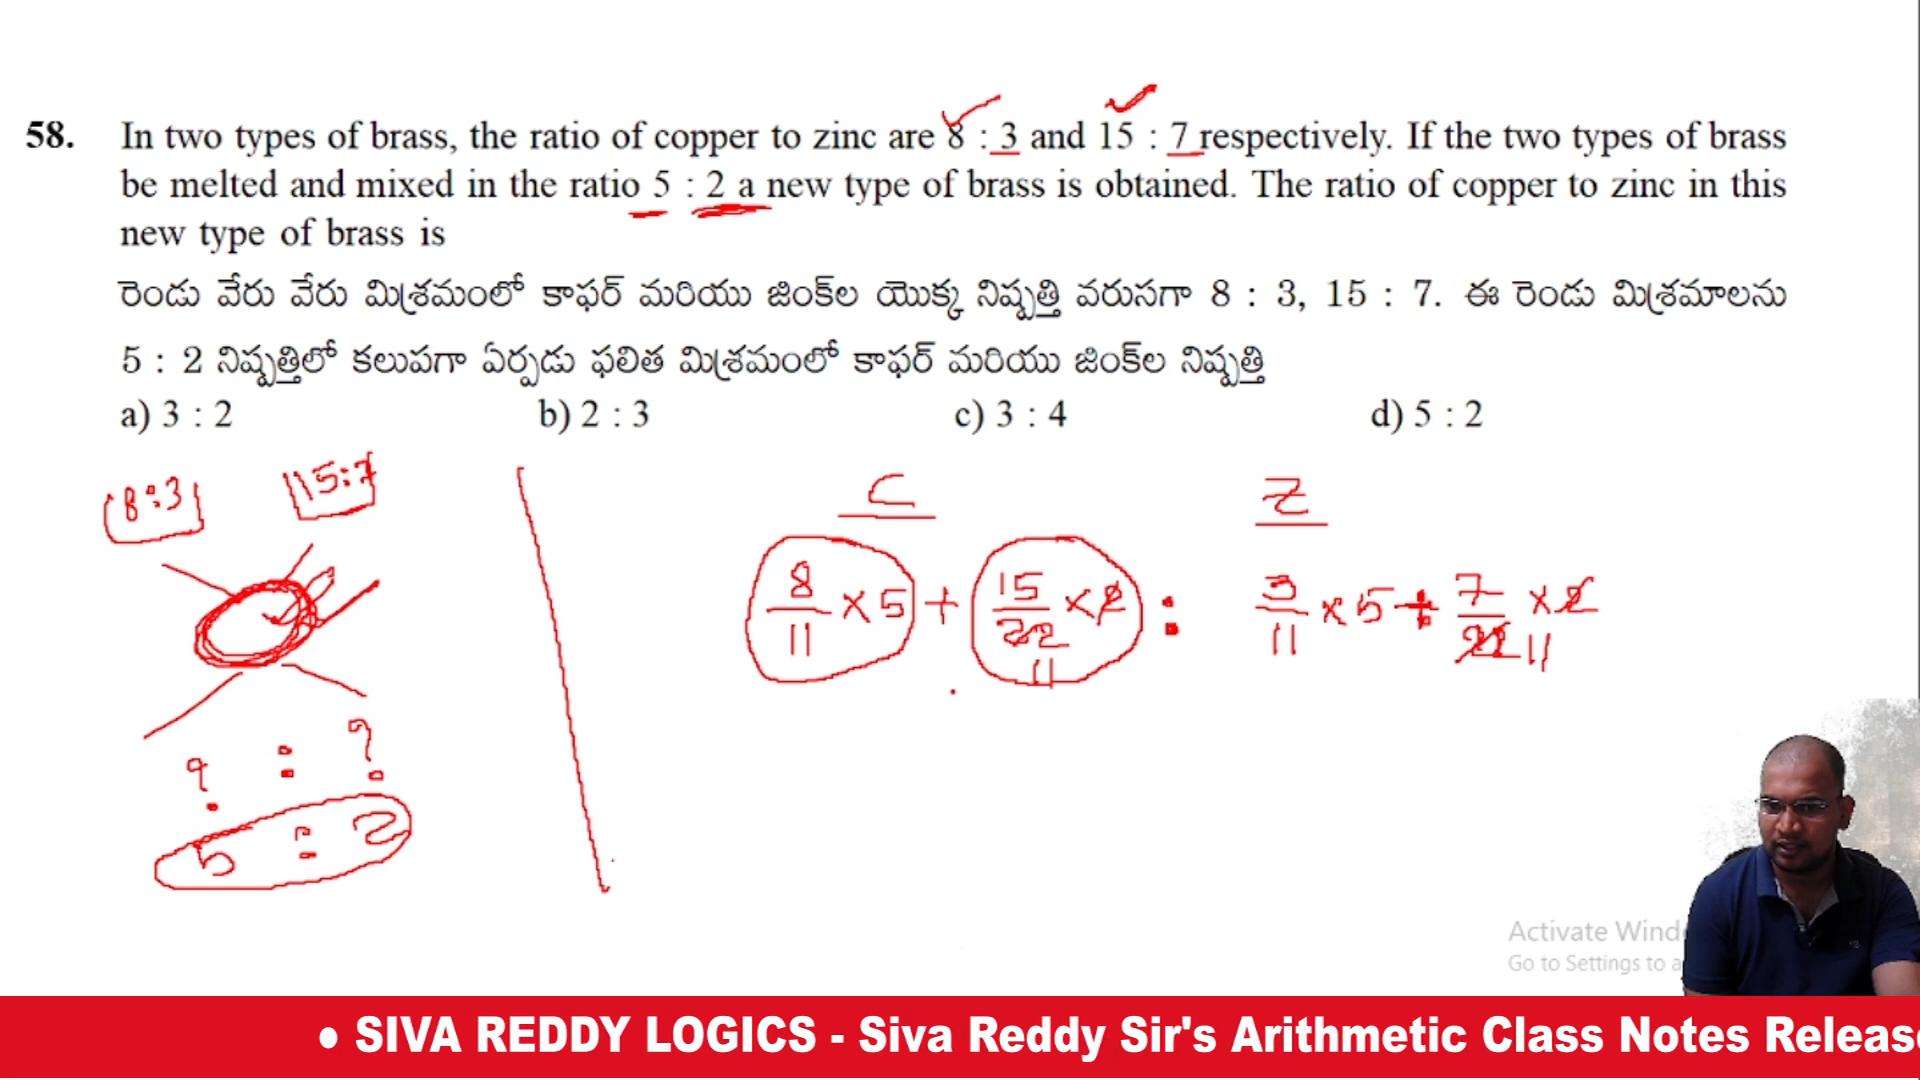 58. In two types of brass, the ratio of copper to zinc are 8 : 3 and 15 : 7 respectively. If the two types of brass
be melted and mixed in the ratio 5 : 2 a new type of brass is obtained. The ratio of copper to zinc in this
new type of brass is
రెండు వేరు వేరు మిశ్రమంలో కాఫర్ మరియు జింక్‌ల యొక్క నిష్పత్తి వరుసగా 8 : 3, 15 : 7. ఈ రెండు మిశ్రమాలను
5 : 2 నిష్పత్తిలో కలుపగా ఏర్పడు ఫలిత మిశ్రమంలో కాఫర్ మరియు జింక్‌ల నిష్పత్తి
a) 3 : 2 b) 2 : 3 c) 3 : 4 d) 5 : 2
8:3 15:7
? : ?
5 : 2
C Z
8/11 × 5 + 15/22 × 2 : 3/11 × 5 + 7/22 × 2
11 11
Activate Wind
Go to Settings to a
• SIVA REDDY LOGICS - Siva Reddy Sir's Arithmetic Class Notes Releas